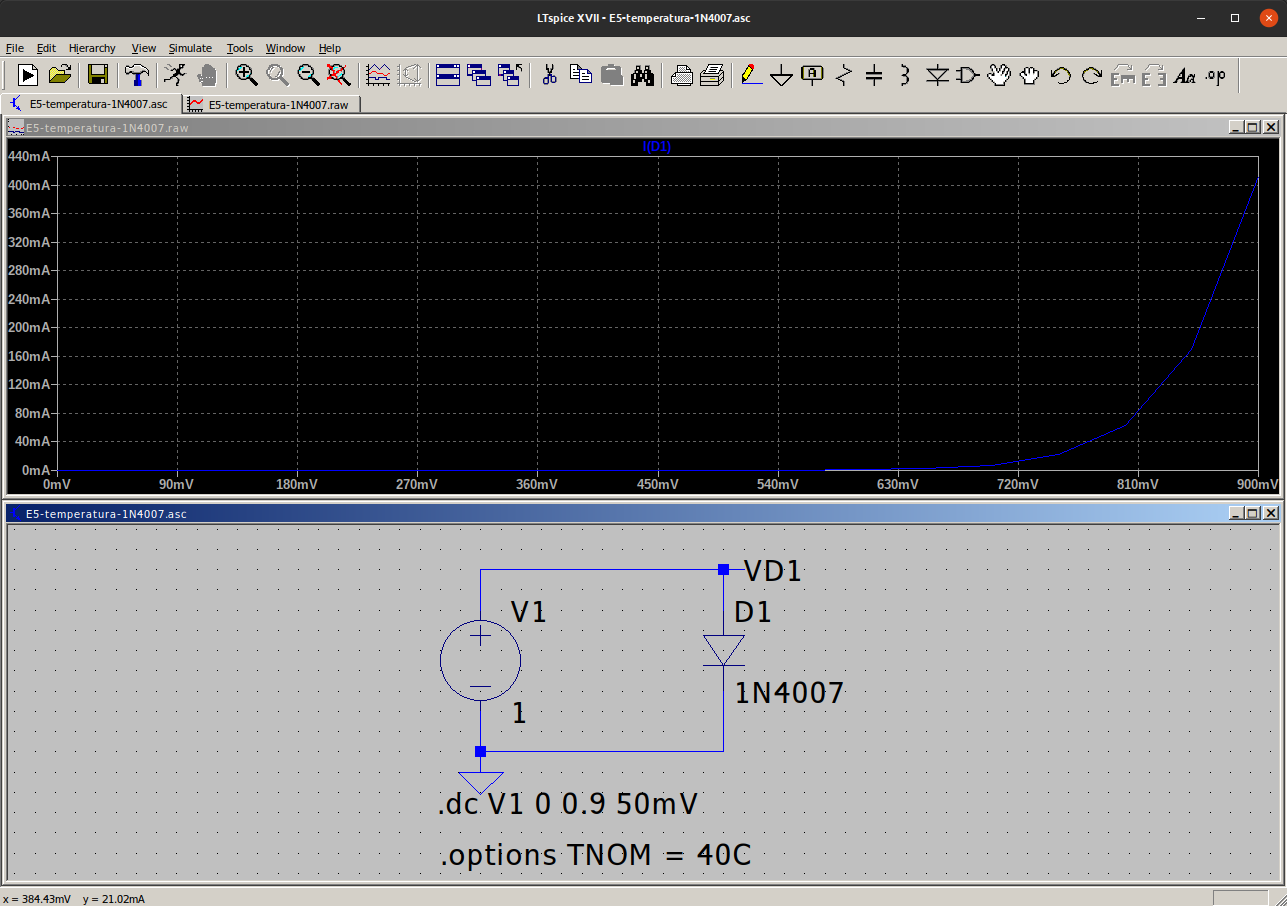 LTspice XVII - E5-temperatura-1N4007.asc
File Edit Hierarchy View Simulate Tools Window Help
E5-temperatura-1N4007.asc E5-temperatura-1N4007.raw
E5-temperatura-1N4007.raw
I(D1)
440mA
400mA
360mA
320mA
280mA
240mA
200mA
160mA
120mA
80mA
40mA
0mA
0mV 90mV 180mV 270mV 360mV 450mV 540mV 630mV 720mV 810mV 900mV
E5-temperatura-1N4007.asc
VD1
V1 D1
1N4007
1
.dc V1 0 0.9 50mV
.options TNOM = 40C
x = 384.43mV y = 21.02mA